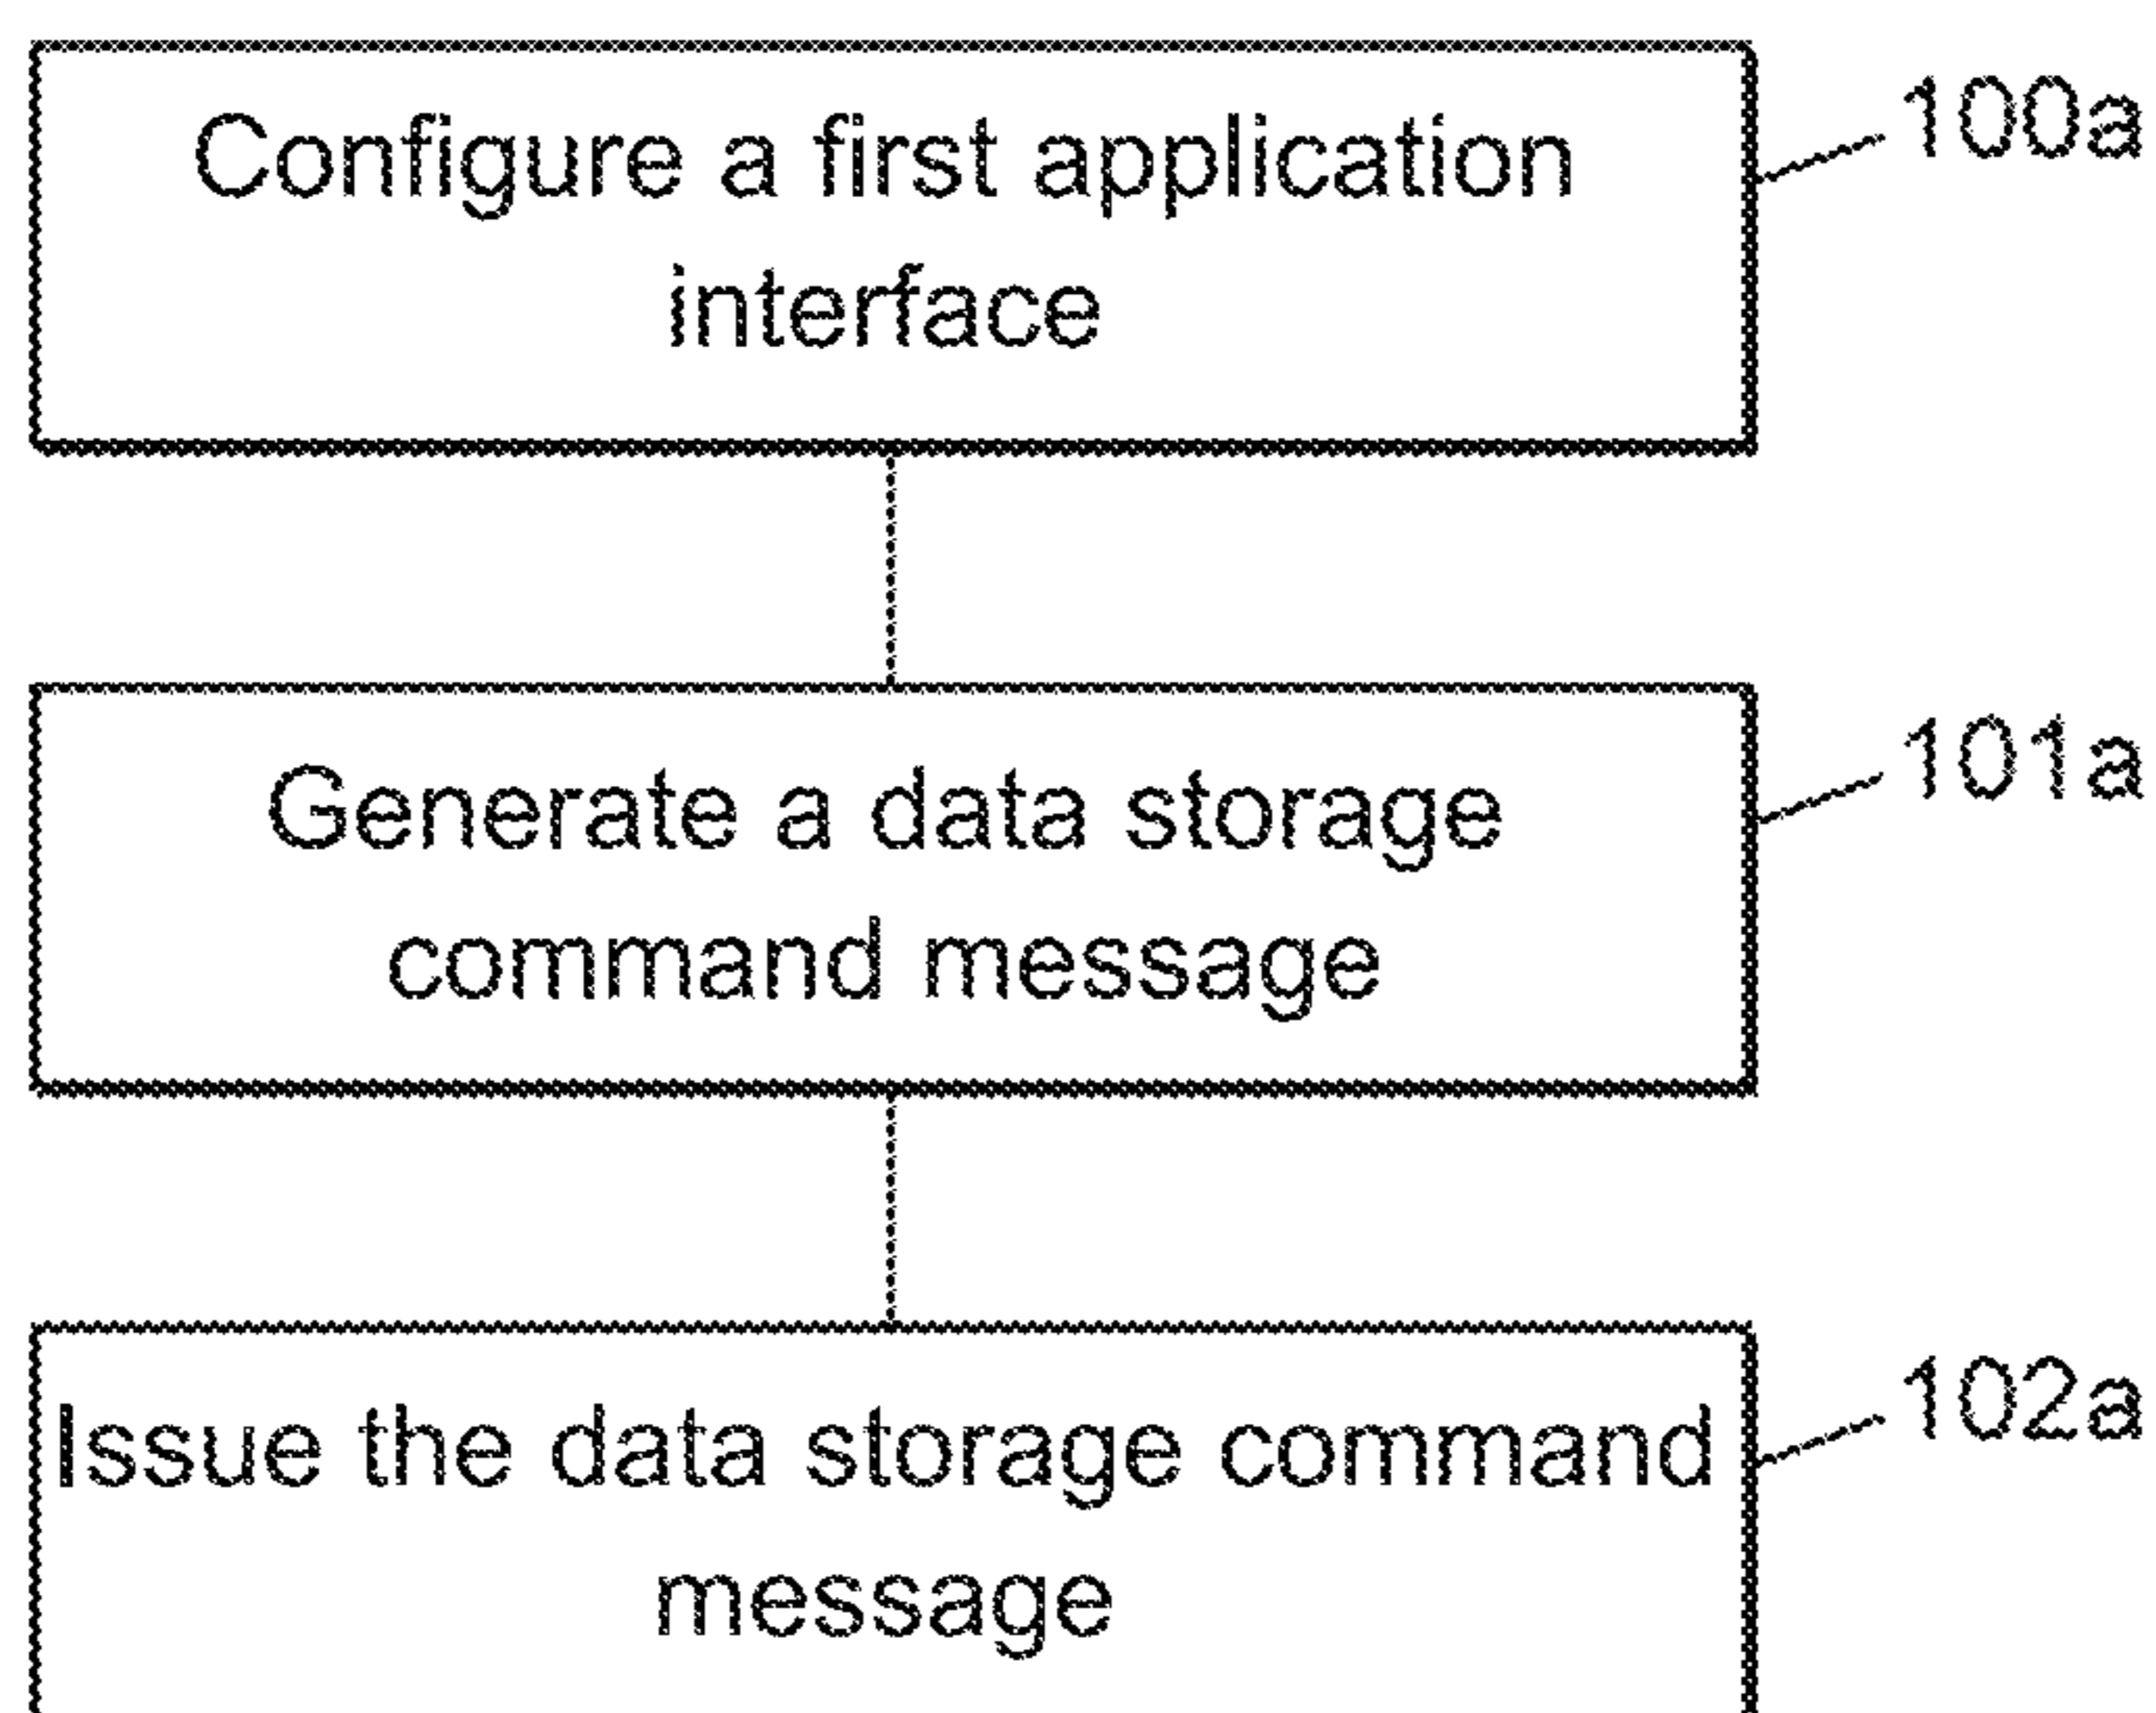 Configure a first application
interface
100a
Generate a data storage
command message
101a
Issue the data storage command
message
102a